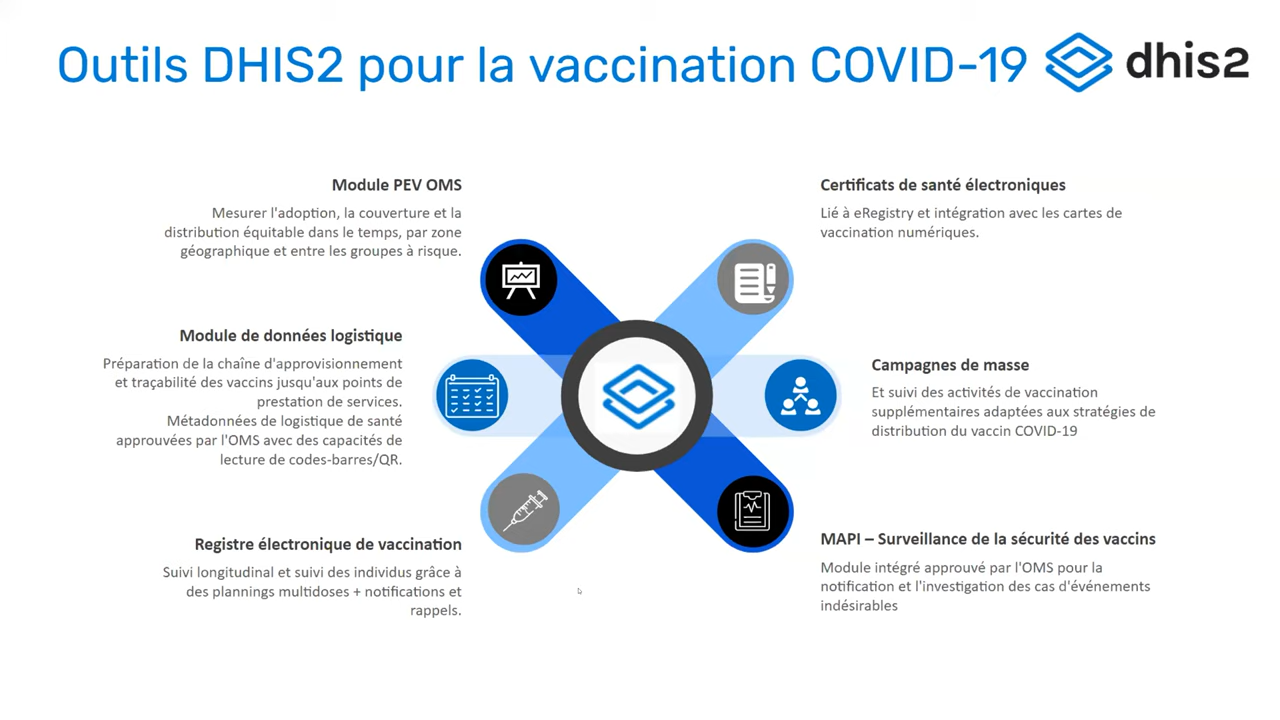 Outils DHIS2 pour la vaccination COVID-19
dhis2
Module PEV OMS
Mesurer l'adoption, la couverture et la
distribution équitable dans le temps, par zone
géographique et entre les groupes à risque.
Module de données logistique
Préparation de la chaîne d'approvisionnement
et traçabilité des vaccins jusqu'aux points de
prestation de services.
Métadonnées de logistique de santé
approuvées par l'OMS avec des capacités de
lecture de codes-barres/QR.
Registre électronique de vaccination
Suivi longitudinal et suivi des individus grâce à
des plannings multidoses + notifications et
rappels.
Certificats de santé électroniques
Lié à eRegistry et intégration avec les cartes de
vaccination numériques.
Campagnes de masse
Et suivi des activités de vaccination
supplémentaires adaptées aux stratégies de
distribution du vaccin COVID-19
MAPI – Surveillance de la sécurité des vaccins
Module intégré approuvé par l'OMS pour la
notification et l'investigation des cas d'événements
indésirables